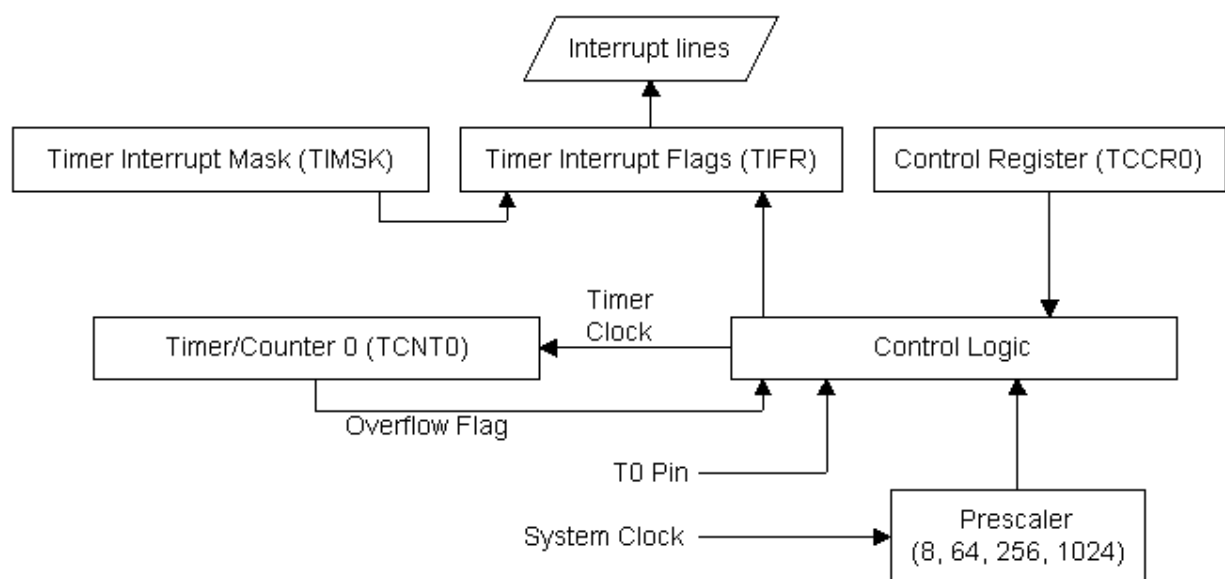 Interrupt lines
Timer Interrupt Mask (TIMSK)
Timer Interrupt Flags (TIFR)
Control Register (TCCR0)
Timer
Clock
Timer/Counter 0 (TCNT0)
Control Logic
Overflow Flag
T0 Pin
System Clock
Prescaler
(8, 64, 256, 1024)